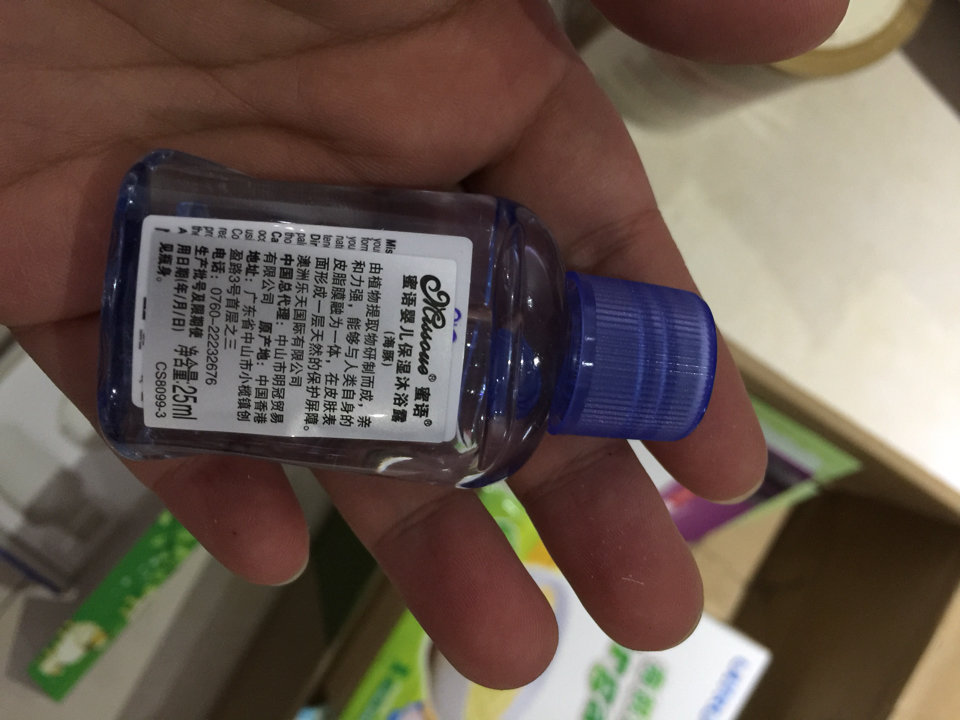 Missoue® 蜜语®
蜜语婴儿保湿沐浴露
(海豚)
由植物提取物研制而成，亲
和力强，能够与人类自身的
皮脂膜融为一体，在皮肤表
面形成一层天然的保护屏障。
澳洲乐天国际有限公司
中国总代理：中山市明冠贸易
有限公司 原产地：中国香港
地址：广东省中山市小榄镇创
盈路3号首层之三
电话：0760-22232676
生产批号及限期使
用日期(年/月/日)
见瓶身。
净含量:25ml
CS8099-3